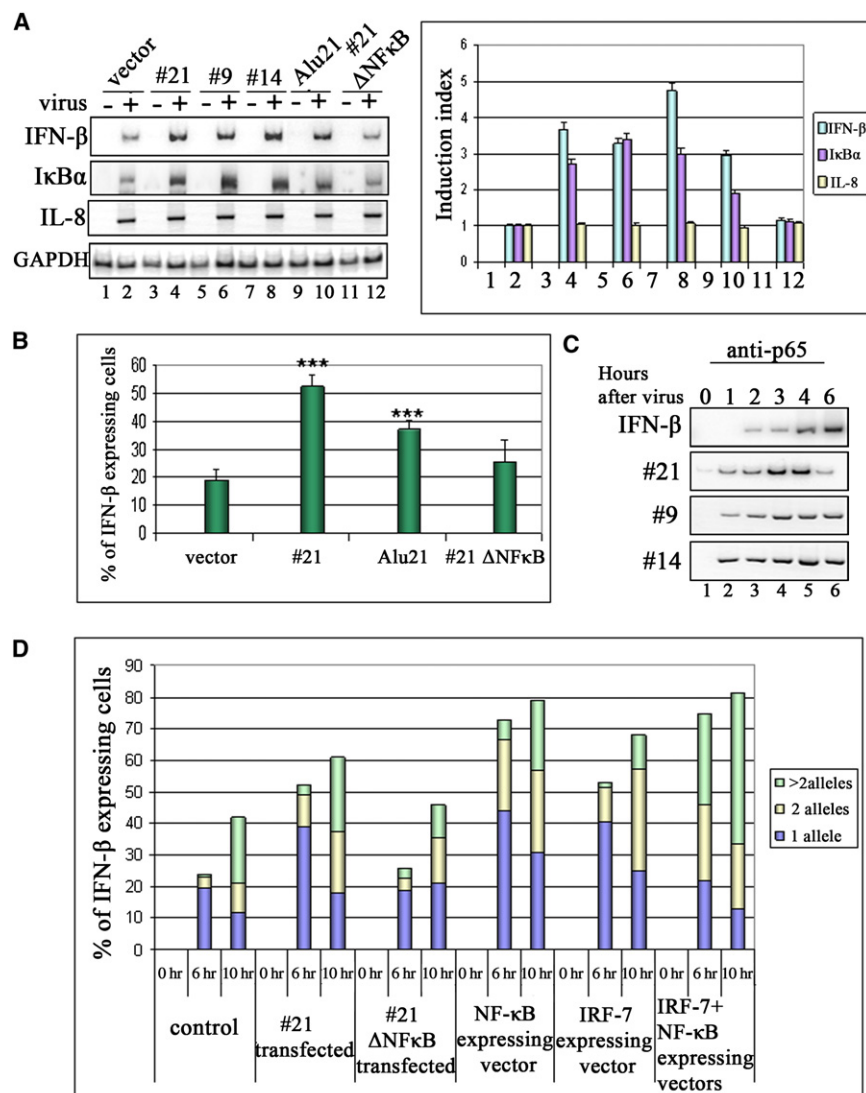 A
vector #21 #9 #14 Alu21 #21 ΔNFκB
virus - + - + - + - + - + - +
IFN-β
IκBα
IL-8
GAPDH
1 2 3 4 5 6 7 8 9 10 11 12
Induction index
6
5
4
3
2
1
0
1 2 3 4 5 6 7 8 9 10 11 12
IFN-β
IκBα
IL-8
B
% of IFN-β expressing cells
60
50
40
30
20
10
0
*** ***
vector #21 Alu21 #21 ΔNFκB
C
anti-p65
Hours after virus
0 1 2 3 4 6
IFN-β
#21
#9
#14
1 2 3 4 5 6
D
% of IFN-β expressing cells
90
80
70
60
50
40
30
20
10
0
>2alleles
2 alleles
1 allele
0 hr 6 hr 10 hr 0 hr 6 hr 10 hr 0 hr 6 hr 10 hr 0 hr 6 hr 10 hr 0 hr 6 hr 10 hr 0 hr 6 hr 10 hr
control
#21 transfected
#21 ΔNFκB transfected
NF-κB expressing vector
IRF-7 expressing vector
IRF-7+ NF-κB expressing vectors